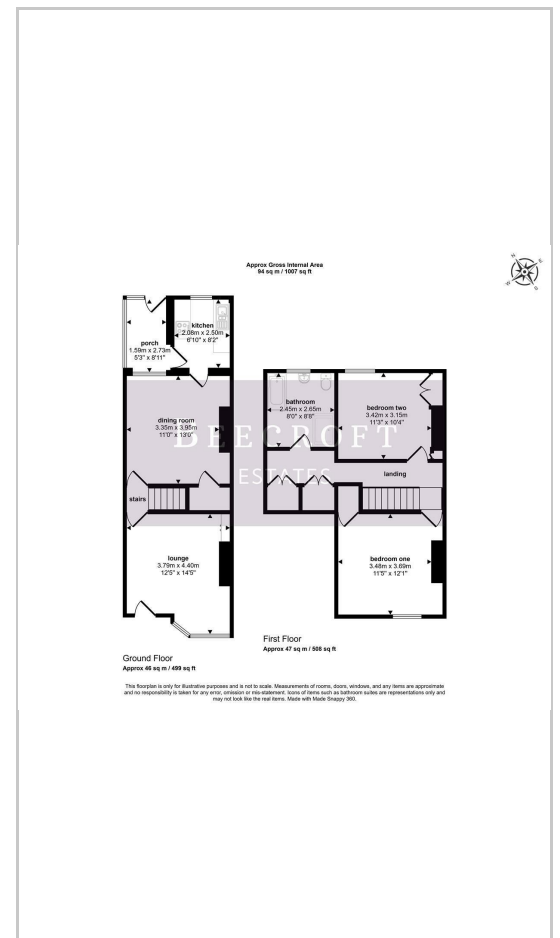 Approx Gross Internal Area
94 sq m / 1007 sq ft
N
E
S
W
porch
1.59m x 2.73m
5'3" x 8'11"
kitchen
2.08m x 2.50m
6'10" x 8'2"
dining room
3.35m x 3.95m
11'0" x 13'0"
bathroom
2.45m x 2.65m
8'0" x 8'8"
bedroom two
3.42m x 3.15m
11'3" x 10'4"
BEECROFT
ESTATES
landing
stairs
lounge
3.79m x 4.40m
12'5" x 14'5"
bedroom one
3.48m x 3.69m
11'5" x 12'1"
Ground Floor
Approx 46 sq m / 499 sq ft
First Floor
Approx 47 sq m / 508 sq ft
This floorplan is only for illustrative purposes and is not to scale. Measurements of rooms, doors, windows, and any items are approximate
and no responsibility is taken for any error, omission or mis-statement. Icons of items such as bathroom suites are representations only and
may not look like the real items. Made with Made Snappy 360.